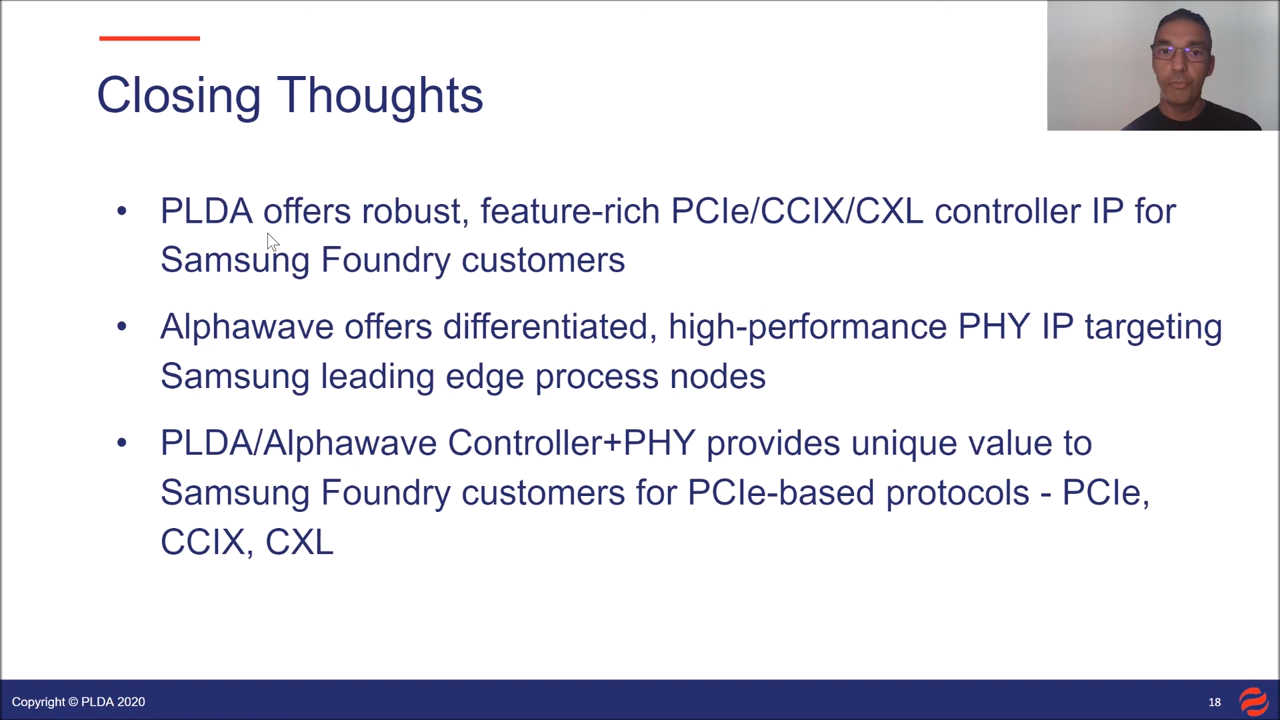 Closing Thoughts
• PLDA offers robust, feature-rich PCIe/CCIX/CXL controller IP for
Samsung Foundry customers
• Alphawave offers differentiated, high-performance PHY IP targeting
Samsung leading edge process nodes
• PLDA/Alphawave Controller+PHY provides unique value to
Samsung Foundry customers for PCIe-based protocols - PCIe,
CCIX, CXL
Copyright © PLDA 2020
18